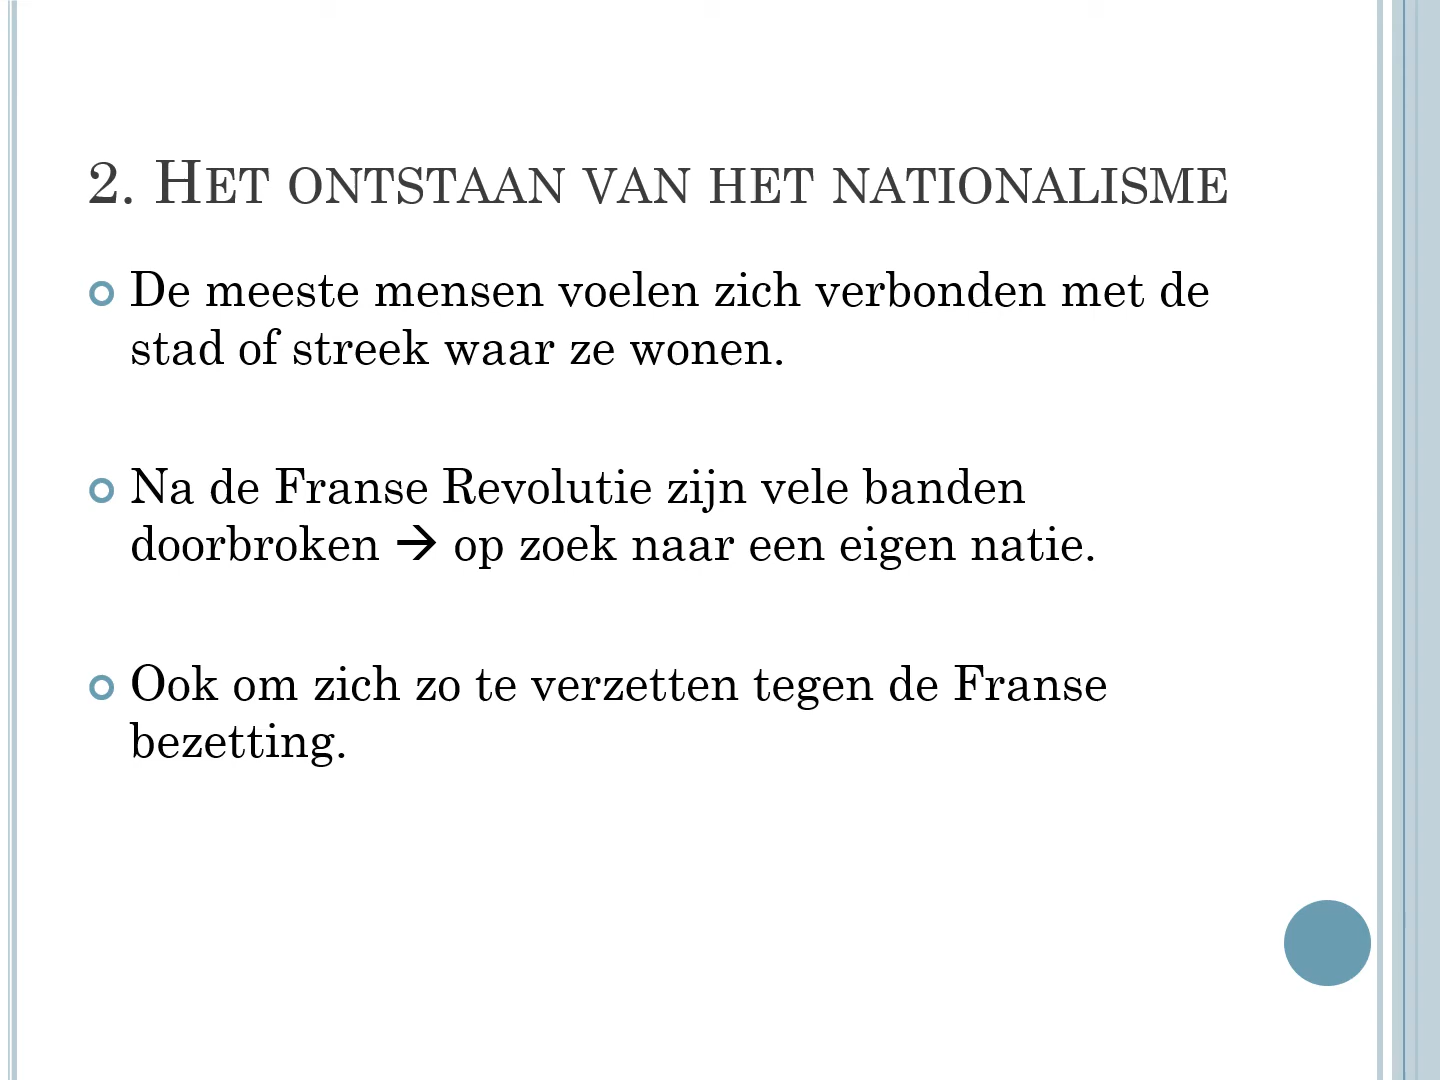 2. Het ontstaan van het nationalisme
De meeste mensen voelen zich verbonden met de
stad of streek waar ze wonen.
Na de Franse Revolutie zijn vele banden
doorbroken → op zoek naar een eigen natie.
Ook om zich zo te verzetten tegen de Franse
bezetting.